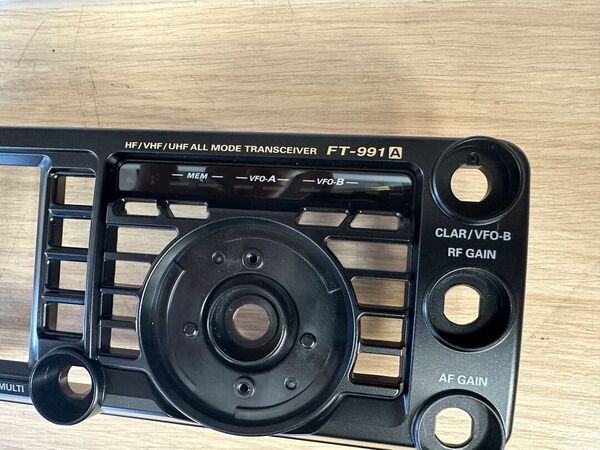 HF/VHF/UHF ALL MODE TRANSCEIVER FT-991A
MEM VFO-A VFO-B
CLAR/VFO-B
RF GAIN
AF GAIN
MULTI